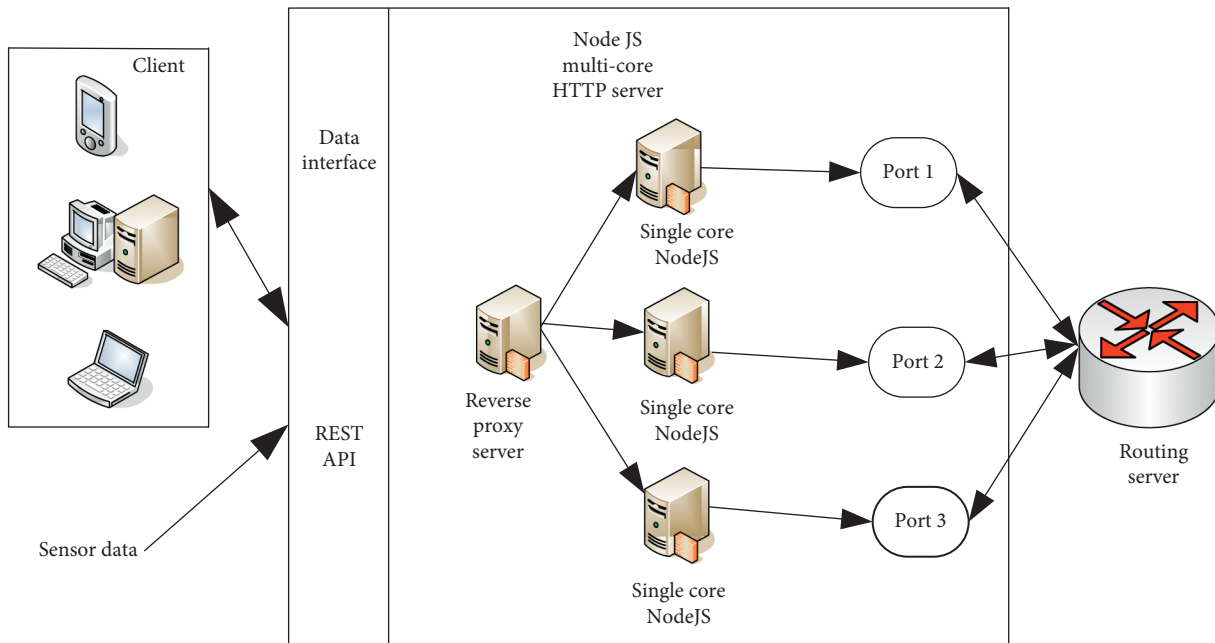 Client
Sensor data
Data
interface
REST
API
Node JS
multi-core
HTTP server
Reverse
proxy
server
Single core
NodeJS
Port 1
Single core
NodeJS
Port 2
Single core
NodeJS
Port 3
Routing
server